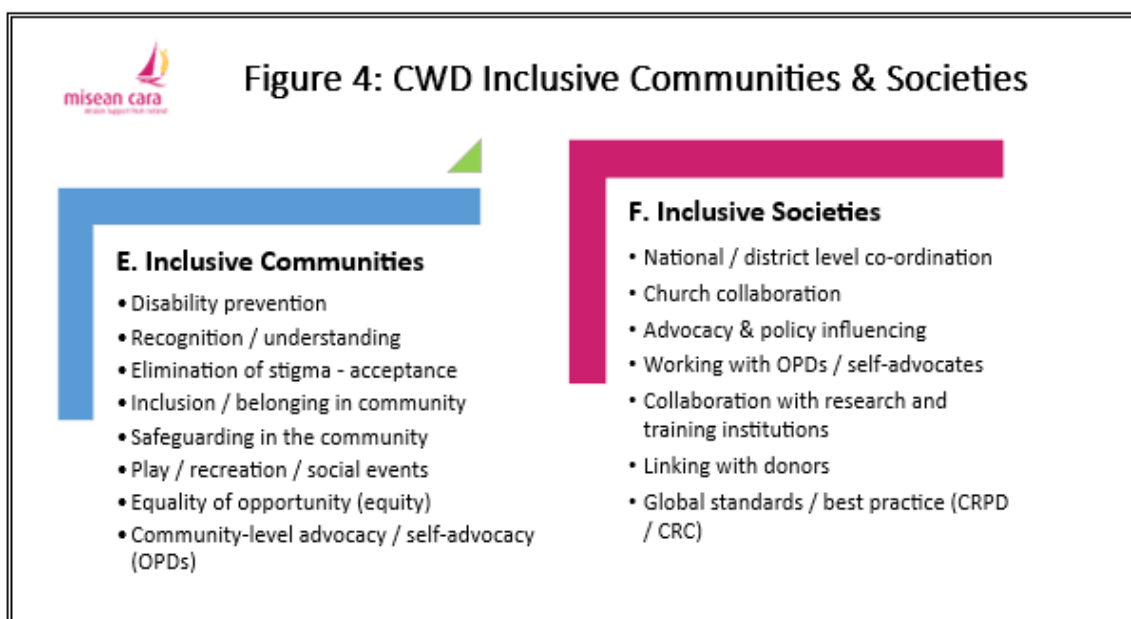 misean cara
Figure 4: CWD Inclusive Communities & Societies
E. Inclusive Communities
• Disability prevention
• Recognition / understanding
• Elimination of stigma - acceptance
• Inclusion / belonging in community
• Safeguarding in the community
• Play / recreation / social events
• Equality of opportunity (equity)
• Community-level advocacy / self-advocacy
(OPDs)
F. Inclusive Societies
• National / district level co-ordination
• Church collaboration
• Advocacy & policy influencing
• Working with OPDs / self-advocates
• Collaboration with research and
training institutions
• Linking with donors
• Global standards / best practice (CRPD
/ CRC)